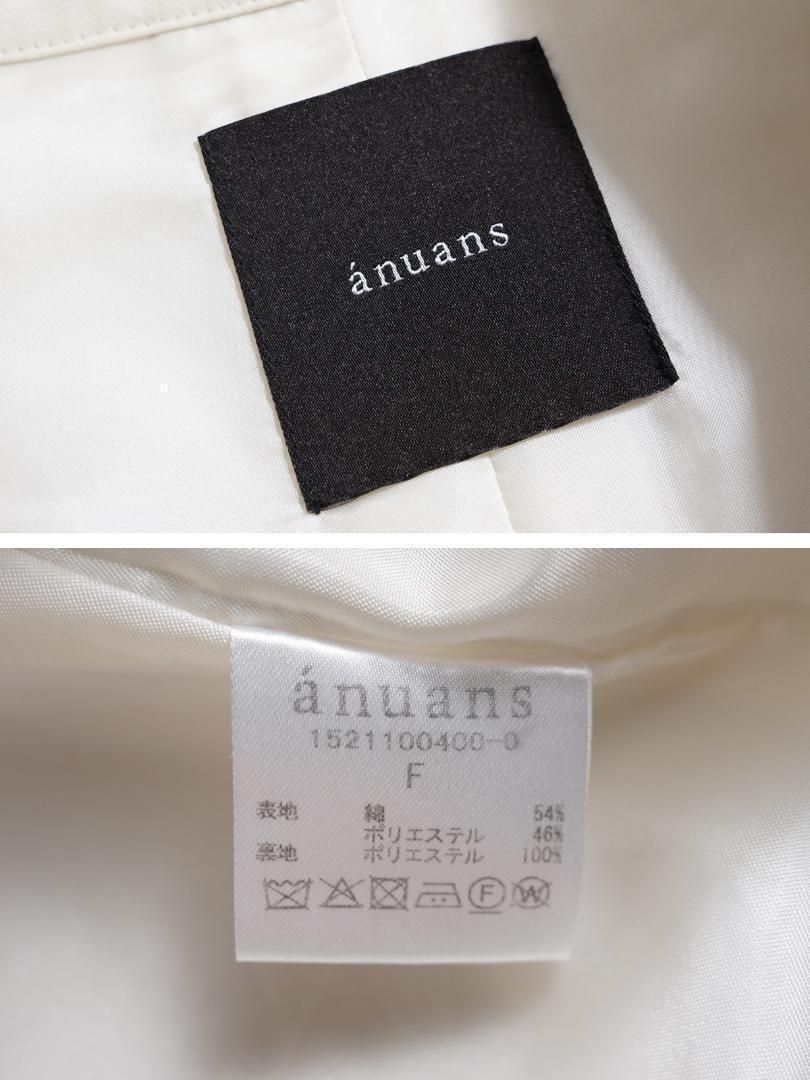 ánuans
ánuans
1521100400-0
F
表地 綿 54%
ポリエステル 46%
裏地 ポリエステル 100%
F W